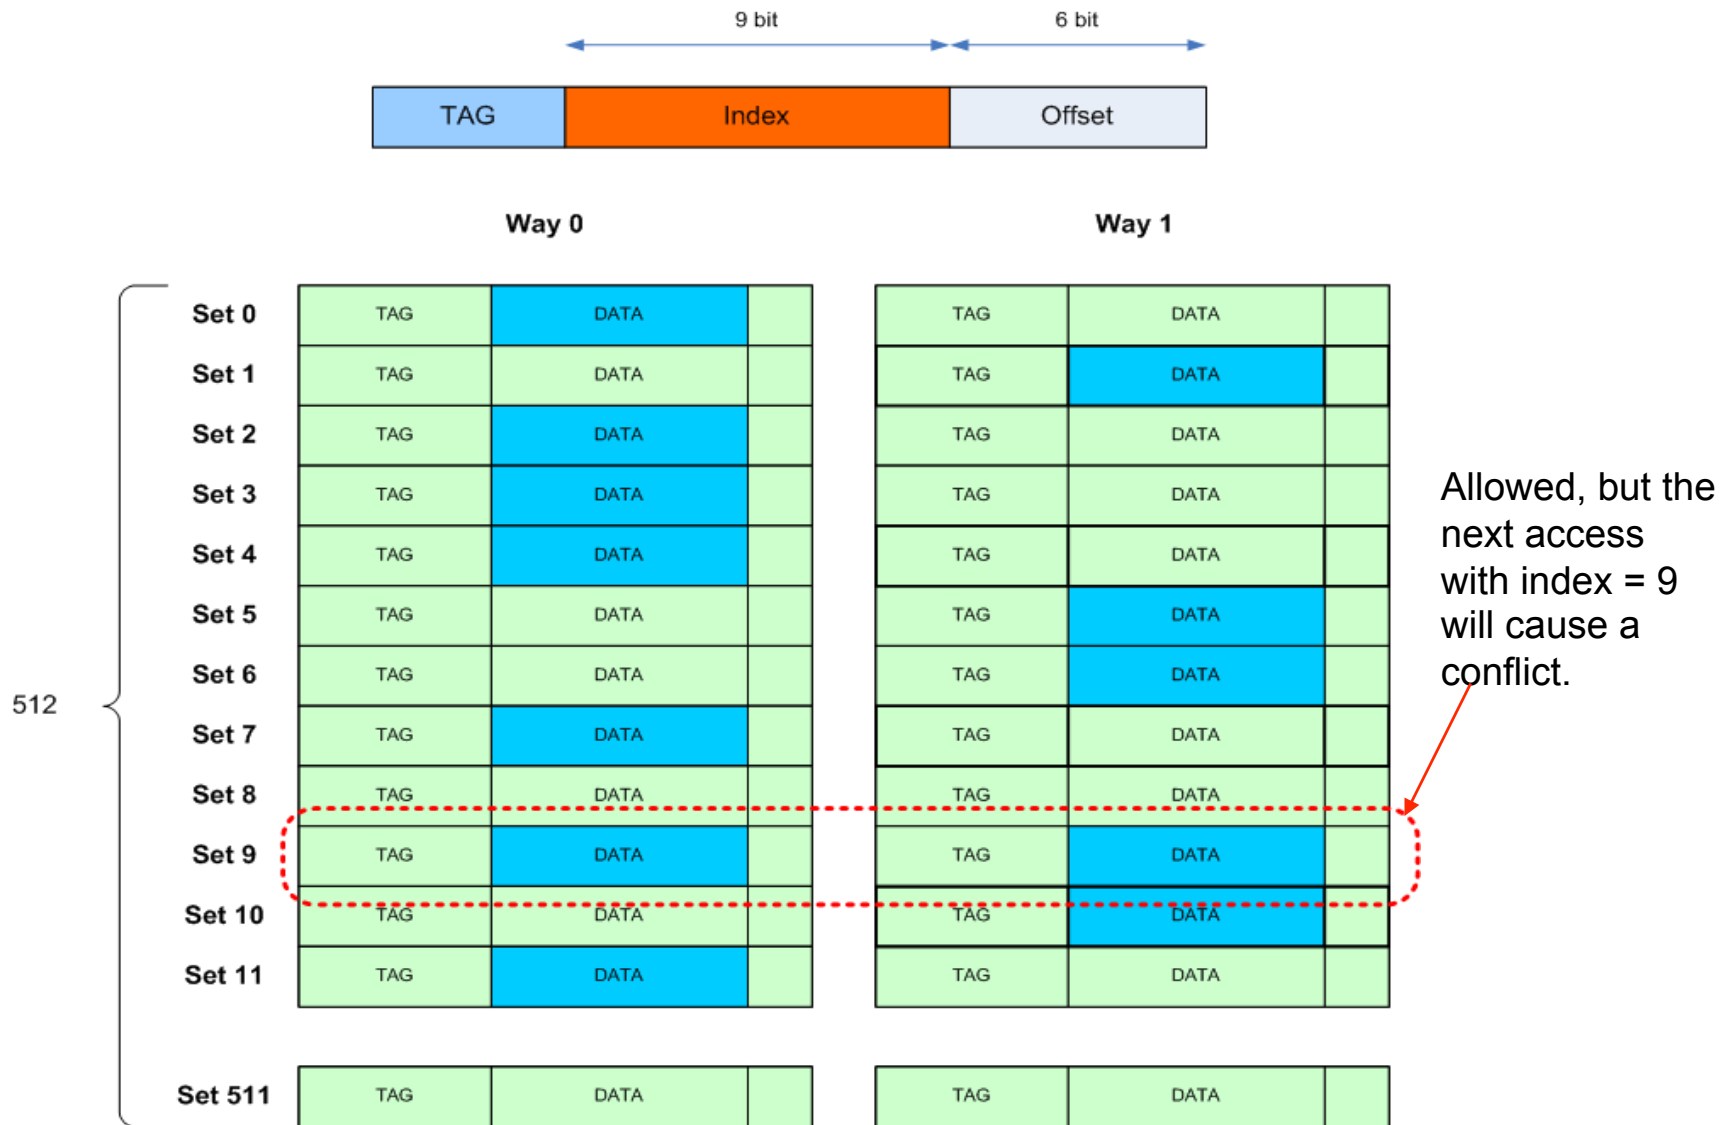 9 bit 6 bit
TAG Index Offset
Way 0 Way 1
Set 0 TAG DATA TAG DATA
Set 1 TAG DATA TAG DATA
Set 2 TAG DATA TAG DATA
Set 3 TAG DATA TAG DATA
Set 4 TAG DATA TAG DATA
Set 5 TAG DATA TAG DATA
Set 6 TAG DATA TAG DATA
Set 7 TAG DATA TAG DATA
Set 8 TAG DATA TAG DATA
Set 9 TAG DATA TAG DATA
Set 10 TAG DATA TAG DATA
Set 11 TAG DATA TAG DATA
Set 511 TAG DATA TAG DATA
512
Allowed, but the
next access
with index = 9
will cause a
conflict.